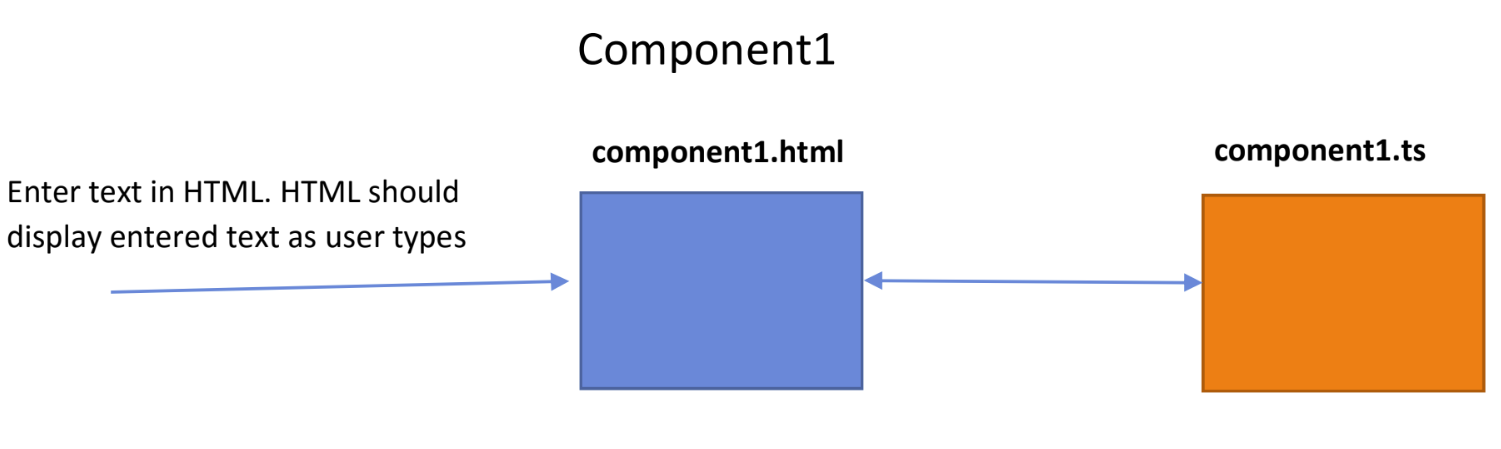 Component1
component1.html
component1.ts
Enter text in HTML. HTML should
display entered text as user types